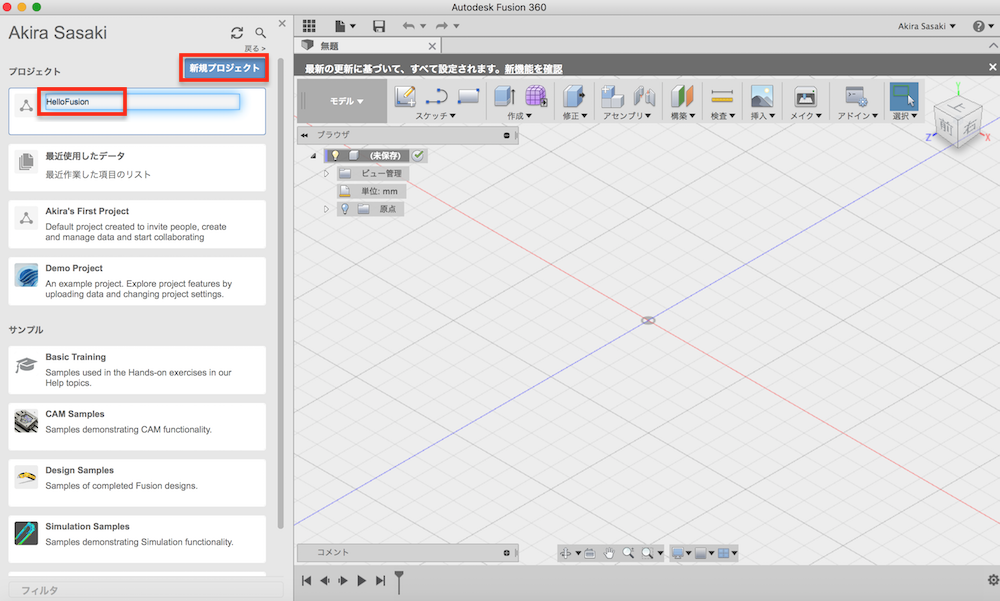 Autodesk Fusion 360
Akira Sasaki
戻る >
プロジェクト
新規プロジェクト
HelloFusion
最近使用したデータ
最近作業した項目のリスト
Akira's First Project
Default project created to invite people, create
and manage data and start collaborating
Demo Project
An example project. Explore project features by
uploading data and changing project settings.
サンプル
Basic Training
Samples used in the Hands-on exercises in our
Help topics.
CAM Samples
Samples demonstrating CAM functionality.
Design Samples
Samples of completed Fusion designs.
Simulation Samples
Samples demonstrating Simulation functionality.
フィルタ
Akira Sasaki
無題
最新の更新に基づいて、すべて設定されます。新機能を確認
モデル
スケッチ
作成
修正
アセンブリ
構築
検査
挿入
メイク
アドイン
選択
ブラウザ
(未保存)
ビュー管理
単位: mm
原点
上
前
右
Y
Z
X
コメント